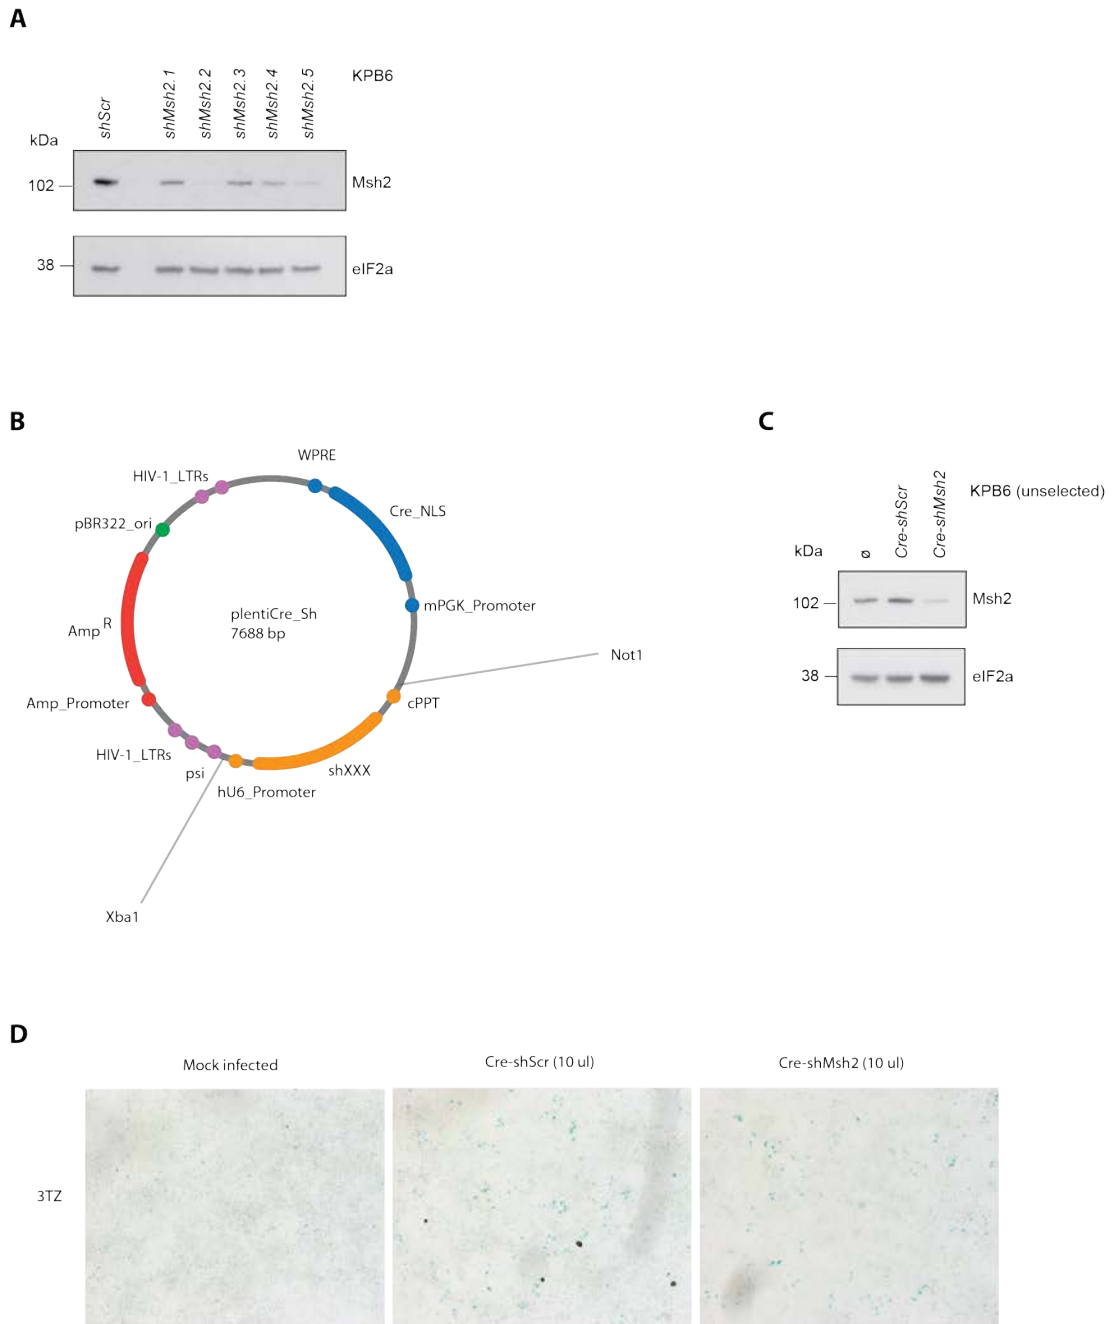 A
shScr
shMsh2.1
shMsh2.2
shMsh2.3
shMsh2.4
shMsh2.5
KPB6
kDa
102
Msh2
38
eIF2a
B
WPRE
HIV-1_LTRs
Cre_NLS
pBR322_ori
mPGK_Promoter
plentiCre_Sh
7688 bp
Amp R
Not1
Amp_Promoter
cPPT
HIV-1_LTRs
psi
shXXX
hU6_Promoter
Xba1
C
ø
Cre-shScr
Cre-shMsh2
KPB6 (unselected)
kDa
102
Msh2
38
eIF2a
D
Mock infected
Cre-shScr (10 ul)
Cre-shMsh2 (10 ul)
3TZ